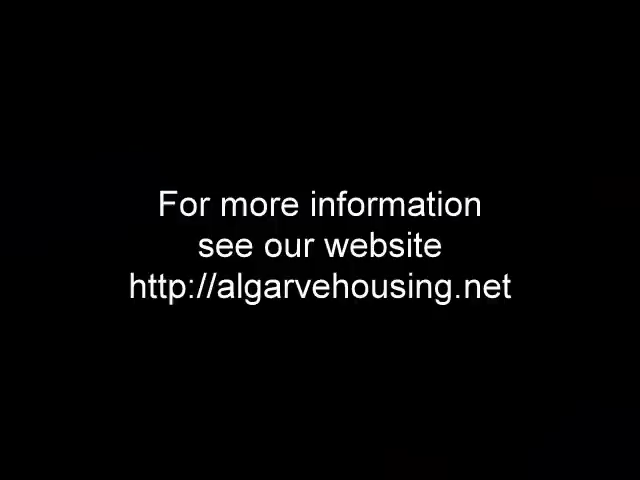 For more information
see our website
http://algarvehousing.net